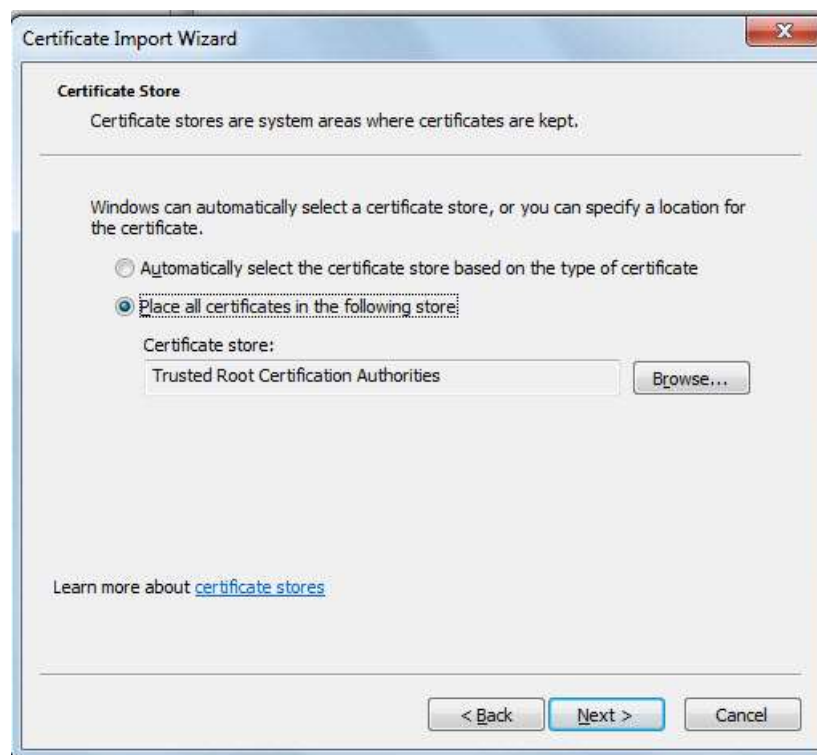 Certificate Import Wizard
Certificate Store
Certificate stores are system areas where certificates are kept.
Windows can automatically select a certificate store, or you can specify a location for
the certificate.
Automatically select the certificate store based on the type of certificate
Place all certificates in the following store
Certificate store:
Trusted Root Certification Authorities
Browse...
Learn more about certificate stores
< Back Next > Cancel